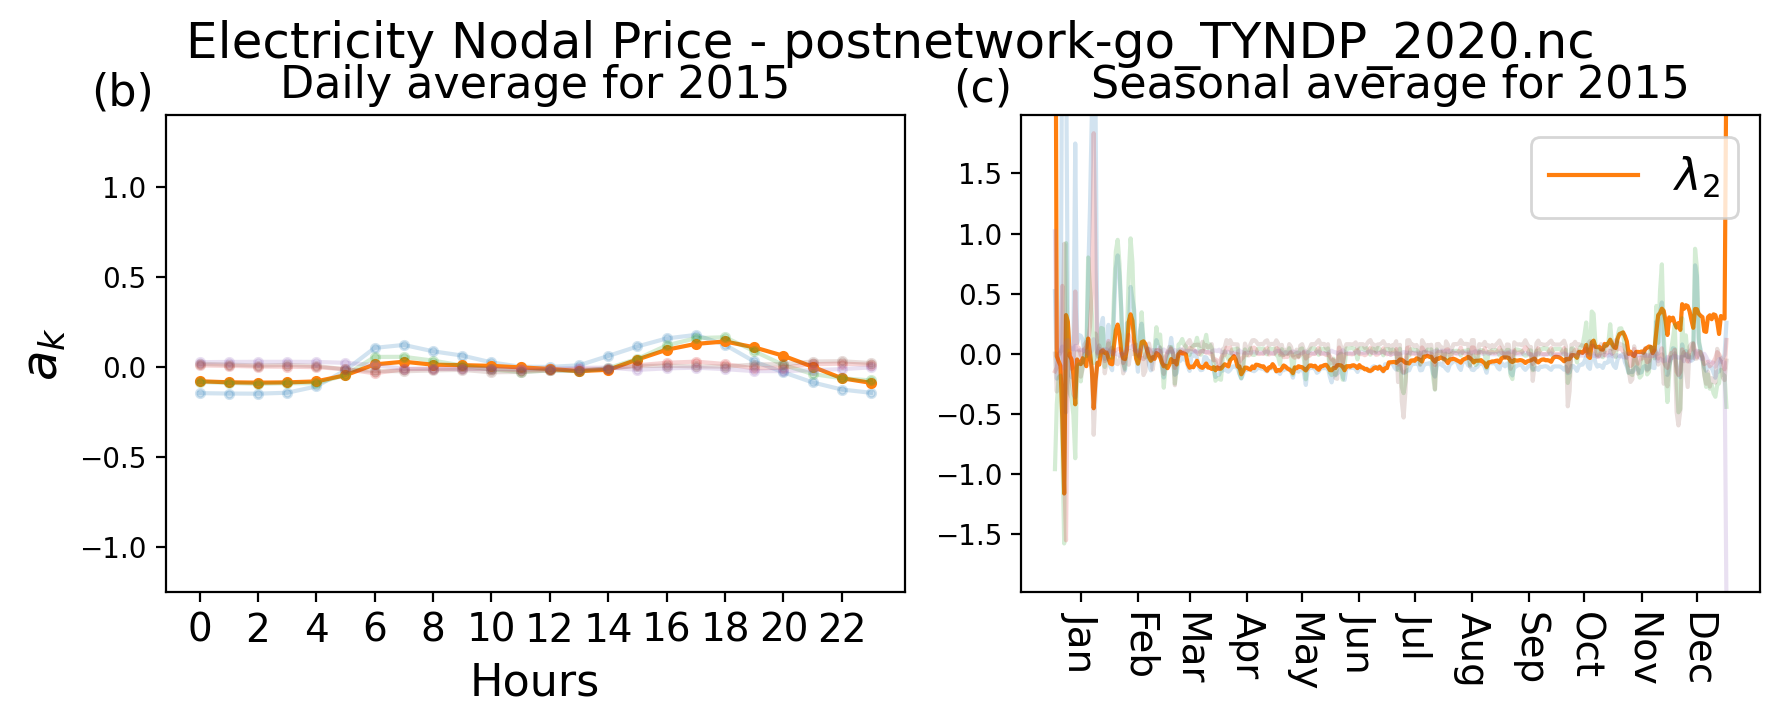 Electricity Nodal Price - postnetwork-go_TYNDP_2020.nc
(b) Daily average for 2015
1.0
0.5
0.0
−0.5
−1.0
a_k
0 2 4 6 8 10 12 14 16 18 20 22
Hours
(c) Seasonal average for 2015
λ_2
1.5
1.0
0.5
0.0
−0.5
−1.0
−1.5
Jan Feb Mar Apr May Jun Jul Aug Sep Oct Nov Dec